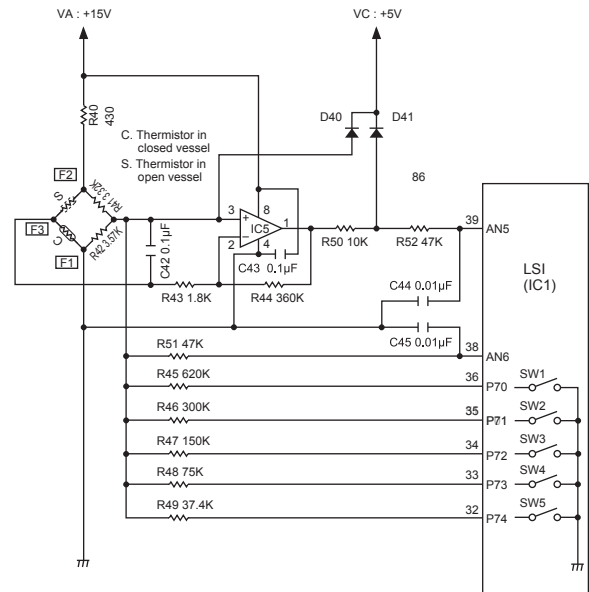 VA : +15V
VC : +5V
R40
430
D40
D41
C. Thermistor in
closed vessel
S. Thermistor in
open vessel
86
F2
S
R41 3.32K
3
8
+
IC5
1
39
AN5
F3
C
R42 3.57K
C42 0.1µF
2
−
4
R50 10K
R52 47K
LSI
(IC1)
F1
C43
0.1µF
R43 1.8K
R44 360K
C44 0.01µF
C45 0.01µF
38
AN6
R51 47K
R45 620K
36
P70
SW1
R46 300K
35
P71
SW2
R47 150K
34
P72
SW3
R48 75K
33
P73
SW4
R49 37.4K
32
P74
SW5